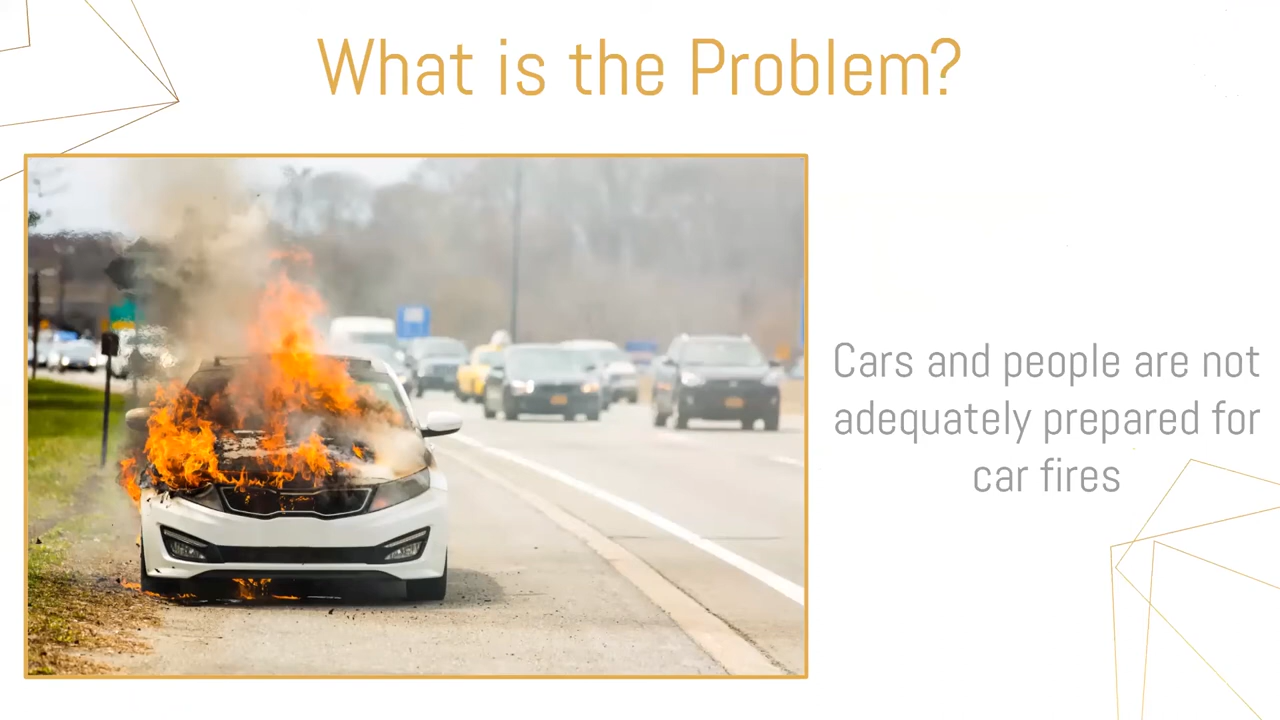 What is the Problem?
Cars and people are not
adequately prepared for
car fires